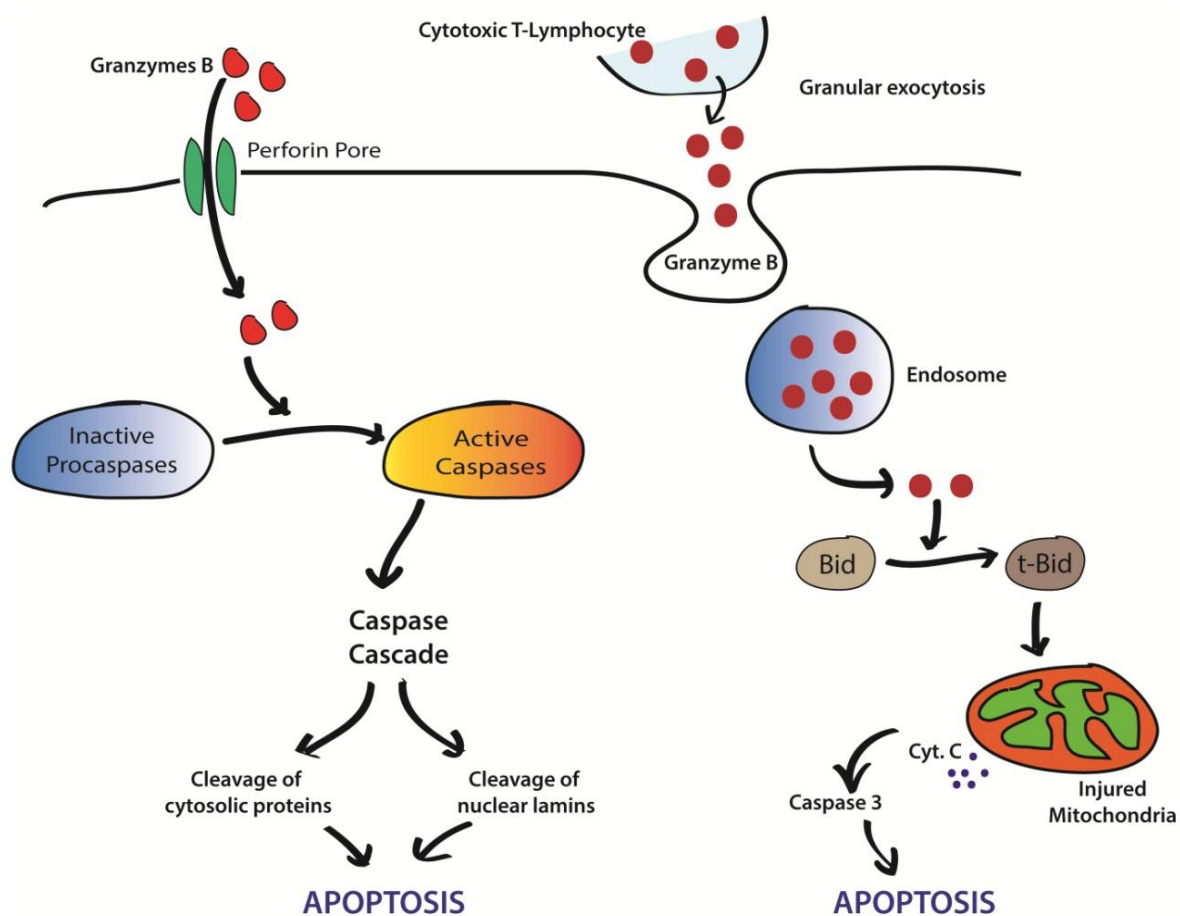 Cytotoxic T-Lymphocyte
Granzymes B
Granular exocytosis
Perforin Pore
Granzyme B
Endosome
Inactive
Procaspases
Active
Caspases
Bid
t-Bid
Caspase
Cascade
Cyt. C
Cleavage of
cytosolic proteins
Cleavage of
nuclear lamins
Caspase 3
Injured
Mitochondria
APOPTOSIS
APOPTOSIS